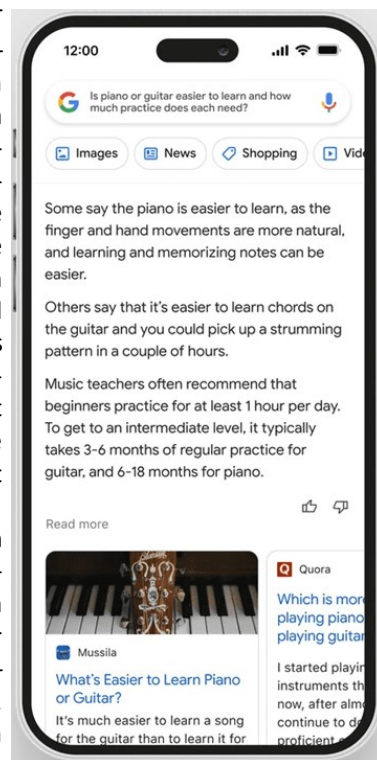 12:00
Is piano or guitar easier to learn and how
much practice does each need?
Images
News
Shopping
Vide
Some say the piano is easier to learn, as the
finger and hand movements are more natural,
and learning and memorizing notes can be
easier.
Others say that it's easier to learn chords on
the guitar and you could pick up a strumming
pattern in a couple of hours.
Music teachers often recommend that
beginners practice for at least 1 hour per day.
To get to an intermediate level, it typically
takes 3-6 months of regular practice for
guitar, and 6-18 months for piano.
Read more
Mussila
What's Easier to Learn Piano
or Guitar?
It's much easier to learn a song
for the guitar than to learn it for
Quora
Which is more
playing piano
playing guitar
I started playin
instruments th
now, after almo
continue to de
proficient